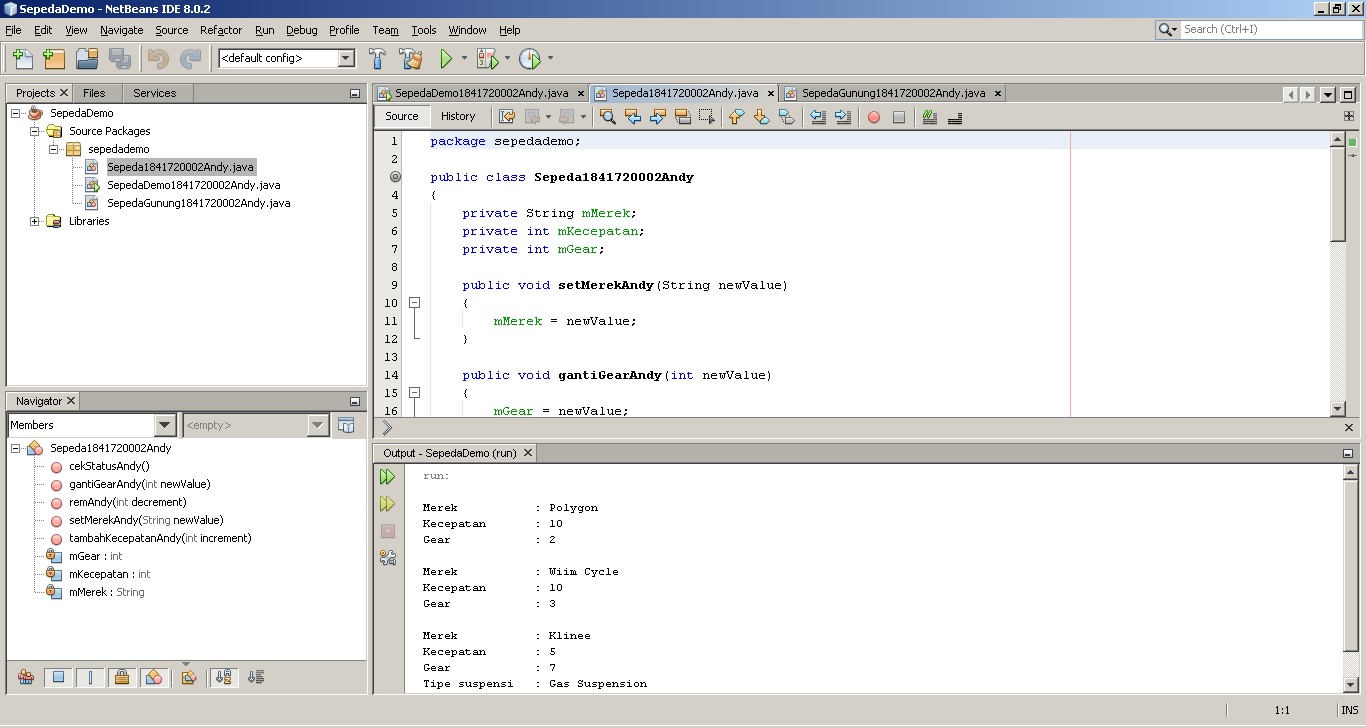 SepedaDemo - NetBeans IDE 8.0.2
File Edit View Navigate Source Refactor Run Debug Profile Team Tools Window Help
Search (Ctrl+I)
<default config>
Projects Files Services
SepedaDemo
Source Packages
sepedademo
Sepeda1841720002Andy.java
SepedaDemo1841720002Andy.java
SepedaGunung1841720002Andy.java
Libraries
Navigator
Members <empty>
Sepeda1841720002Andy
cekStatusAndy()
gantiGearAndy(int newValue)
remAndy(int decrement)
setMerekAndy(String newValue)
tambahKecepatanAndy(int increment)
mGear : int
mKecepatan : int
mMerek : String
SepedaDemo1841720002Andy.java Sepeda1841720002Andy.java SepedaGunung1841720002Andy.java
Source History
1 package sepedademo;
2
public class Sepeda1841720002Andy
4 {
5 private String mMerek;
6 private int mKecepatan;
7 private int mGear;
8
9 public void setMerekAndy(String newValue)
10 {
11 mMerek = newValue;
12 }
13
14 public void gantiGearAndy(int newValue)
15 {
16 mGear = newValue;
Output - SepedaDemo (run)
run:
Merek : Polygon
Kecepatan : 10
Gear : 2
Merek : Wiim Cycle
Kecepatan : 10
Gear : 3
Merek : Klinee
Kecepatan : 5
Gear : 7
Tipe suspensi : Gas Suspension
1:1 INS